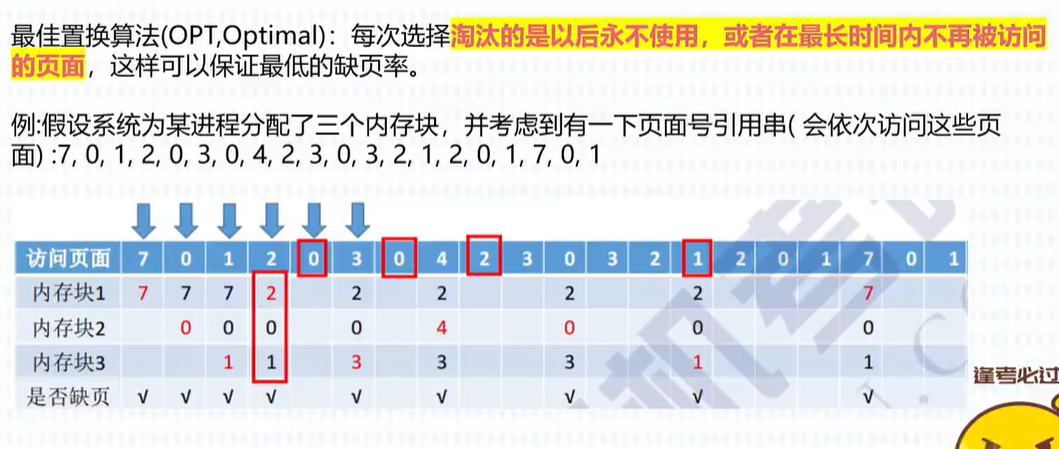 最佳置换算法(OPT,Optimal)：每次选择淘汰的是以后永不使用，或者在最长时间内不再被访问
的页面，这样可以保证最低的缺页率。
例:假设系统为某进程分配了三个内存块，并考虑到有一下页面号引用串( 会依次访问这些页
面) :7, 0, 1, 2, 0, 3, 0, 4, 2, 3, 0, 3, 2, 1, 2, 0, 1, 7, 0, 1
访问页面 7 0 1 2 0 3 0 4 2 3 0 3 2 1 2 0 1 7 0 1
内存块1 7 7 7 2 2 2 2 2 7
内存块2 0 0 0 0 4 0 0 0
内存块3 1 1 3 3 3 1 1
是否缺页 √ √ √ √ √ √ √ √ √
逢考必过